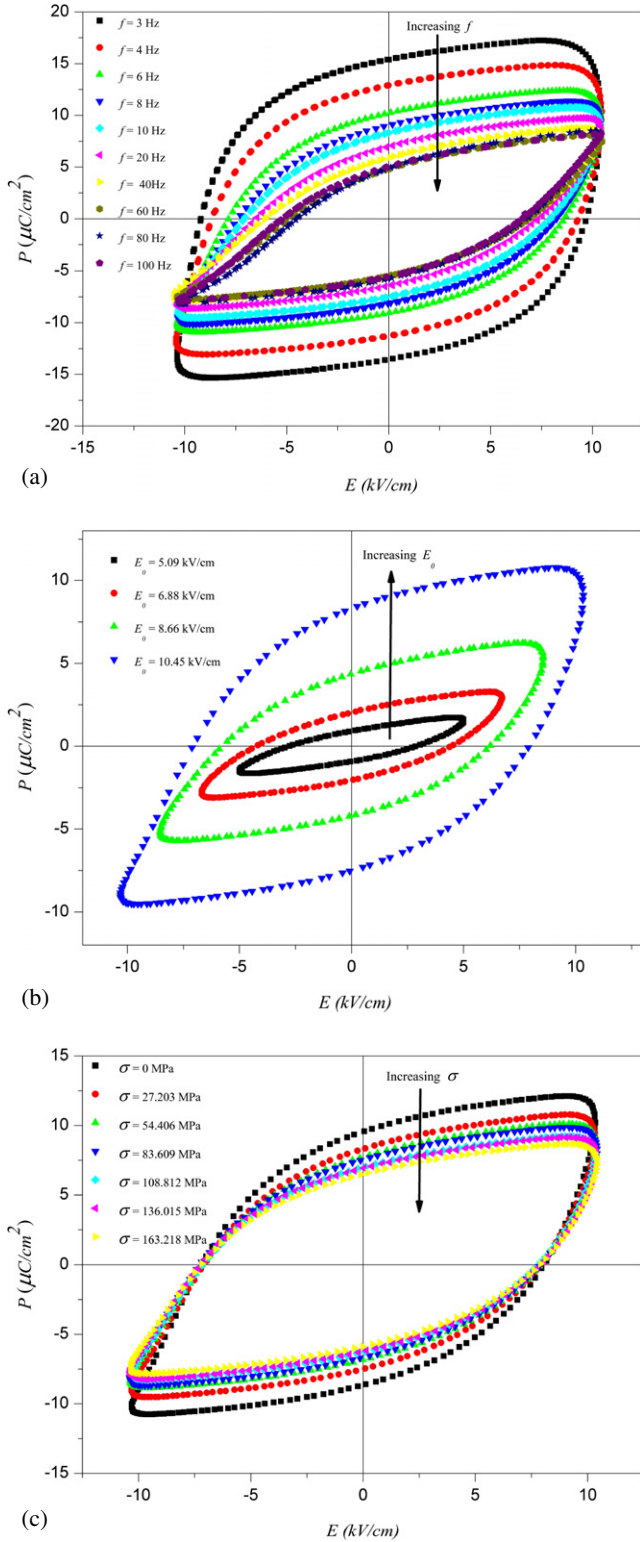 20
15
10
5
0
-5
-10
-15
-20
P (μC/cm²)
f = 3 Hz
f = 4 Hz
f = 6 Hz
f = 8 Hz
f = 10 Hz
f = 20 Hz
f = 40Hz
f = 60 Hz
f = 80 Hz
f = 100 Hz
Increasing f
-15 -10 -5 0 5 10
E (kV/cm)
(a)
10
5
0
-5
-10
P (μC/cm²)
E₀ = 5.09 kV/cm
E₀ = 6.88 kV/cm
E₀ = 8.66 kV/cm
E₀ = 10.45 kV/cm
Increasing E₀
-10 -5 0 5 10
E (kV/cm)
(b)
15
10
5
0
-5
-10
-15
P (μC/cm²)
σ = 0 MPa
σ = 27.203 MPa
σ = 54.406 MPa
σ = 83.609 MPa
σ = 108.812 MPa
σ = 136.015 MPa
σ = 163.218 MPa
Increasing σ
-10 -5 0 5 10
E (kV/cm)
(c)